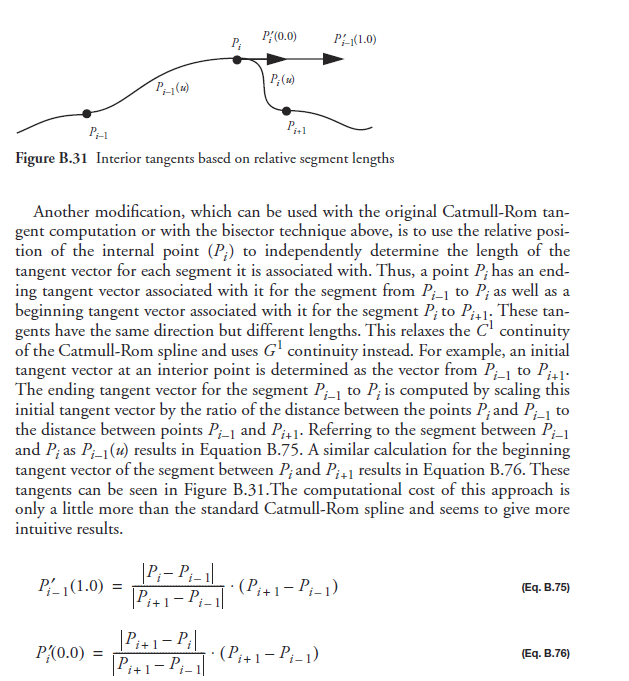 P_i P_i′(0.0) P′_{i–1}(1.0)
P_{i–1}(u) P_i(u)
P_{i–1} P_{i+1}
Figure B.31 Interior tangents based on relative segment lengths
Another modification, which can be used with the original Catmull-Rom tan-
gent computation or with the bisector technique above, is to use the relative posi-
tion of the internal point (P_i) to independently determine the length of the
tangent vector for each segment it is associated with. Thus, a point P_i has an end-
ing tangent vector associated with it for the segment from P_{i–1} to P_i as well as a
beginning tangent vector associated with it for the segment P_i to P_{i+1}. These tan-
gents have the same direction but different lengths. This relaxes the C^1 continuity
of the Catmull-Rom spline and uses G^1 continuity instead. For example, an initial
tangent vector at an interior point is determined as the vector from P_{i–1} to P_{i+1}.
The ending tangent vector for the segment P_{i–1} to P_i is computed by scaling this
initial tangent vector by the ratio of the distance between the points P_i and P_{i–1} to
the distance between points P_{i–1} and P_{i+1}. Referring to the segment between P_{i–1}
and P_i as P_{i–1}(u) results in Equation B.75. A similar calculation for the beginning
tangent vector of the segment between P_i and P_{i+1} results in Equation B.76. These
tangents can be seen in Figure B.31.The computational cost of this approach is
only a little more than the standard Catmull-Rom spline and seems to give more
intuitive results.
P′_{i–1}(1.0) = |P_i – P_{i–1}| / |P_{i+1} – P_{i–1}| · (P_{i+1} – P_{i–1}) (Eq. B.75)
P_i′(0.0) = |P_{i+1} – P_i| / |P_{i+1} – P_{i–1}| · (P_{i+1} – P_{i–1}) (Eq. B.76)